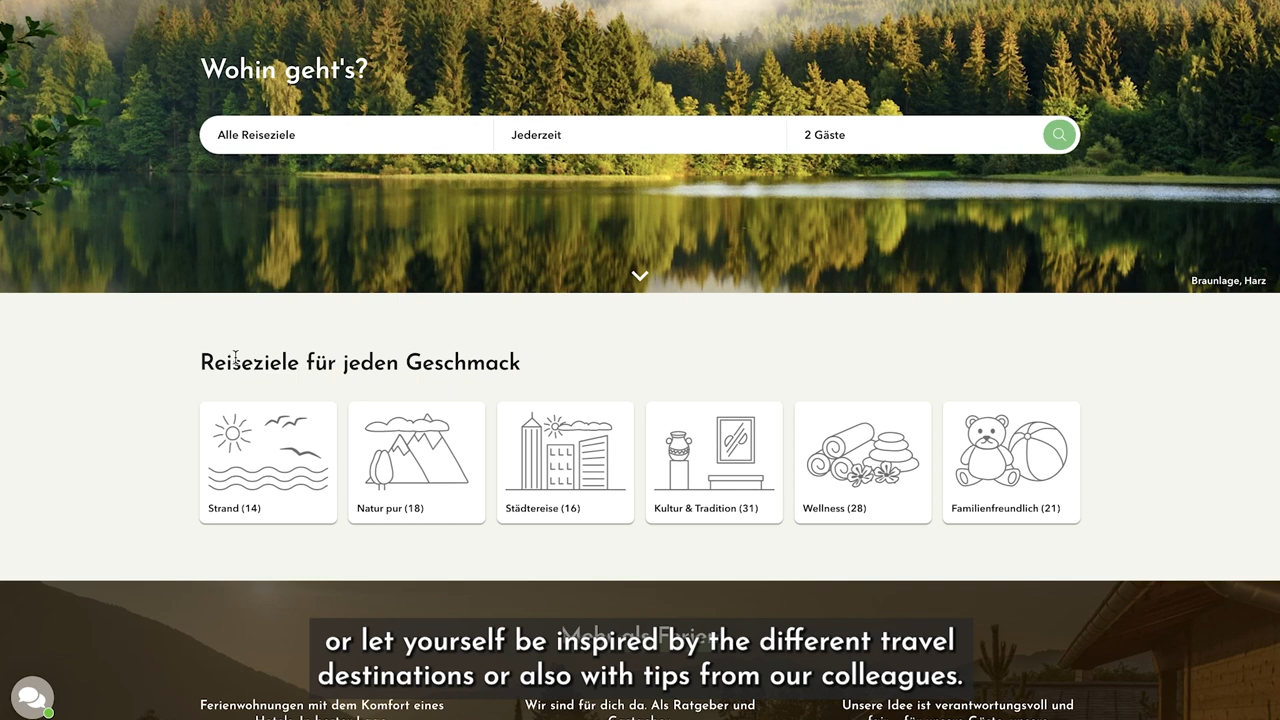 Wohin geht's?
Alle Reiseziele
Jederzeit
2 Gäste
Braunlage, Harz
Reiseziele für jeden Geschmack
Strand (14)
Natur pur (18)
Städtereise (16)
Kultur & Tradition (31)
Wellness (28)
Familienfreundlich (21)
or let yourself be inspired by the different travel
destinations or also with tips from our colleagues.
Ferienwohnungen mit dem Komfort eines
Wir sind für dich da. Als Ratgeber und
Unsere Idee ist verantwortungsvoll und